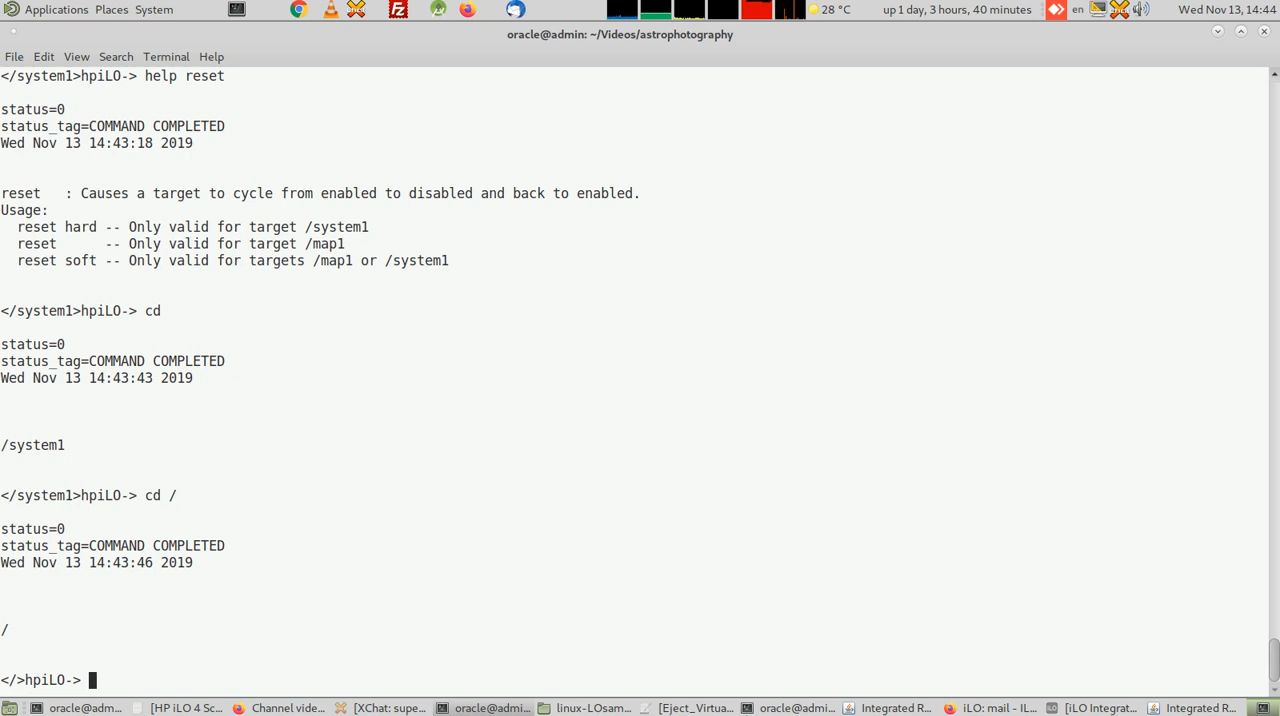 Applications Places System
28 °C
up 1 day, 3 hours, 40 minutes
en
Wed Nov 13, 14:44
oracle@admin: ~/Videos/astrophotography
File Edit View Search Terminal Help
</system1>hpiLO-> help reset
status=0
status_tag=COMMAND COMPLETED
Wed Nov 13 14:43:18 2019
reset   : Causes a target to cycle from enabled to disabled and back to enabled.
Usage:
  reset hard -- Only valid for target /system1
  reset      -- Only valid for target /map1
  reset soft -- Only valid for targets /map1 or /system1
</system1>hpiLO-> cd
status=0
status_tag=COMMAND COMPLETED
Wed Nov 13 14:43:43 2019
/system1
</system1>hpiLO-> cd /
status=0
status_tag=COMMAND COMPLETED
Wed Nov 13 14:43:46 2019
/
</>hpiLO->
oracle@adm... [HP iLO 4 Sc... Channel vide... [XChat: supe... oracle@admi... linux-LOsam... [Eject_Virtua... oracle@admi... Integrated R... iLO: mail - IL... [iLO Integrat... Integrated R...